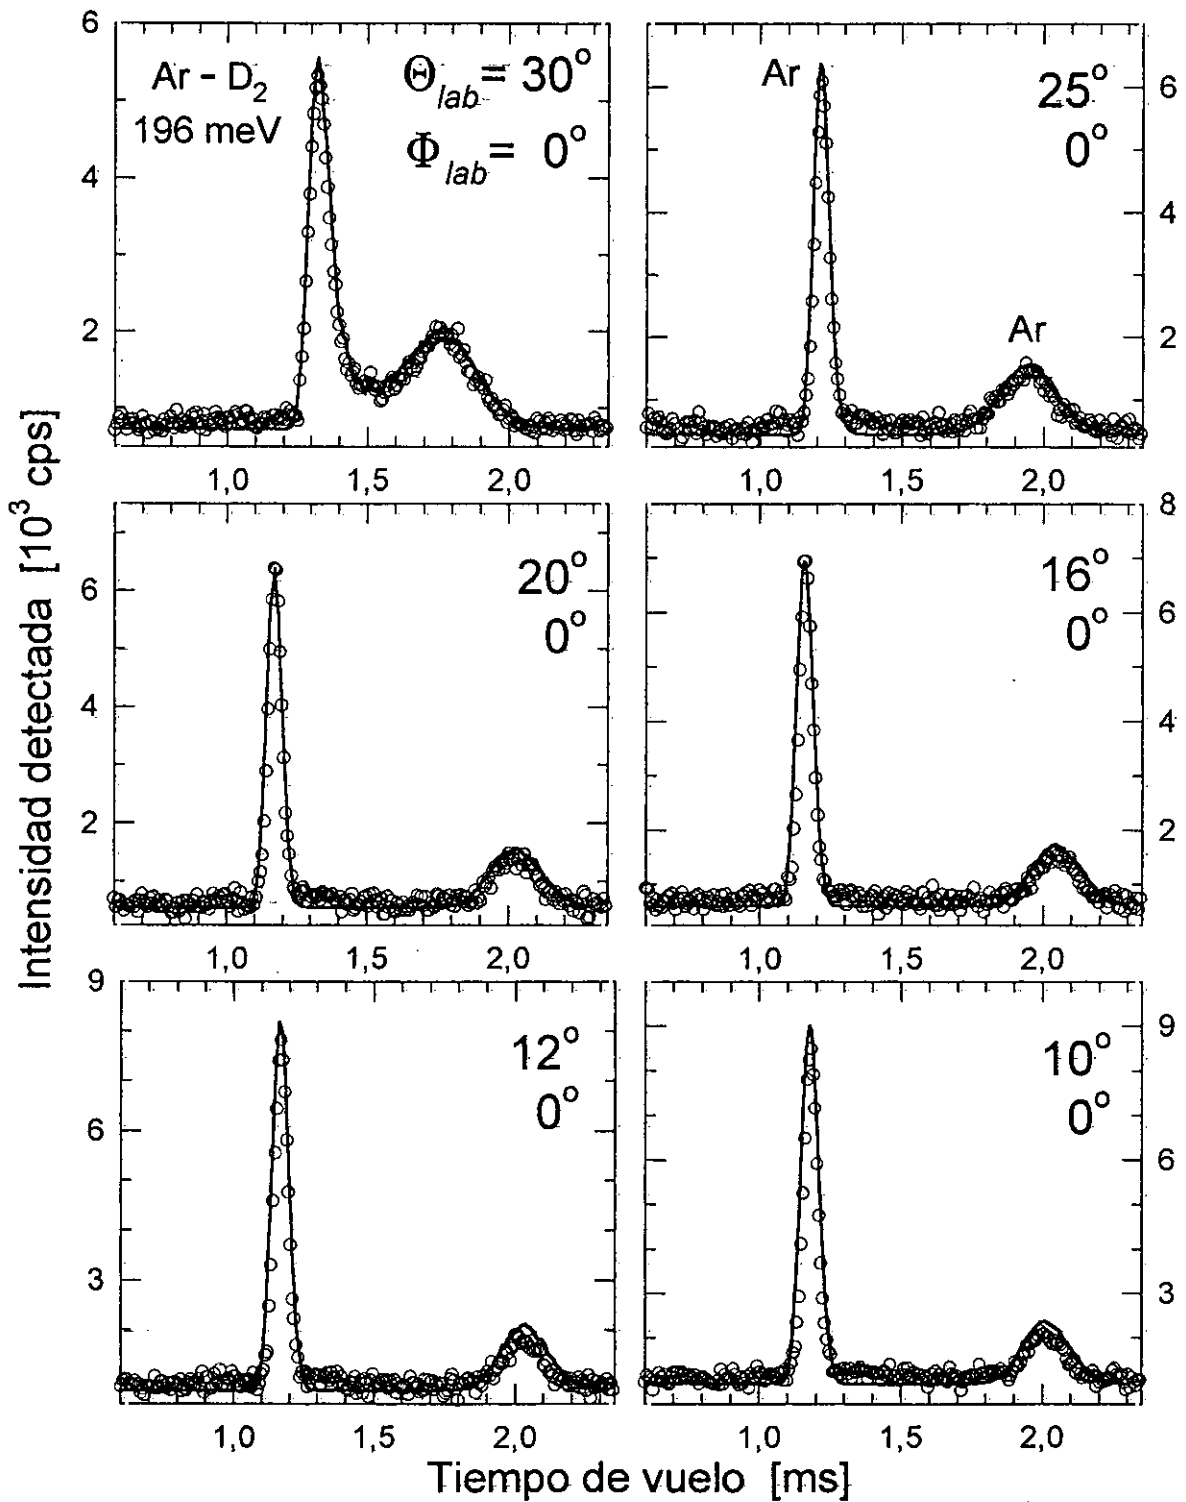 6
4
2
Ar – D2
196 meV
Θlab = 30°
Φlab = 0°
1,0 1,5 2,0
Ar
25°
0°
Ar
6
4
2
1,0 1,5 2,0
6
4
2
20°
0°
1,0 1,5 2,0
16°
0°
8
6
4
2
1,0 1,5 2,0
9
6
3
12°
0°
1,0 1,5 2,0
10°
0°
9
6
3
1,0 1,5 2,0
Intensidad detectada [10³ cps]
Tiempo de vuelo [ms]